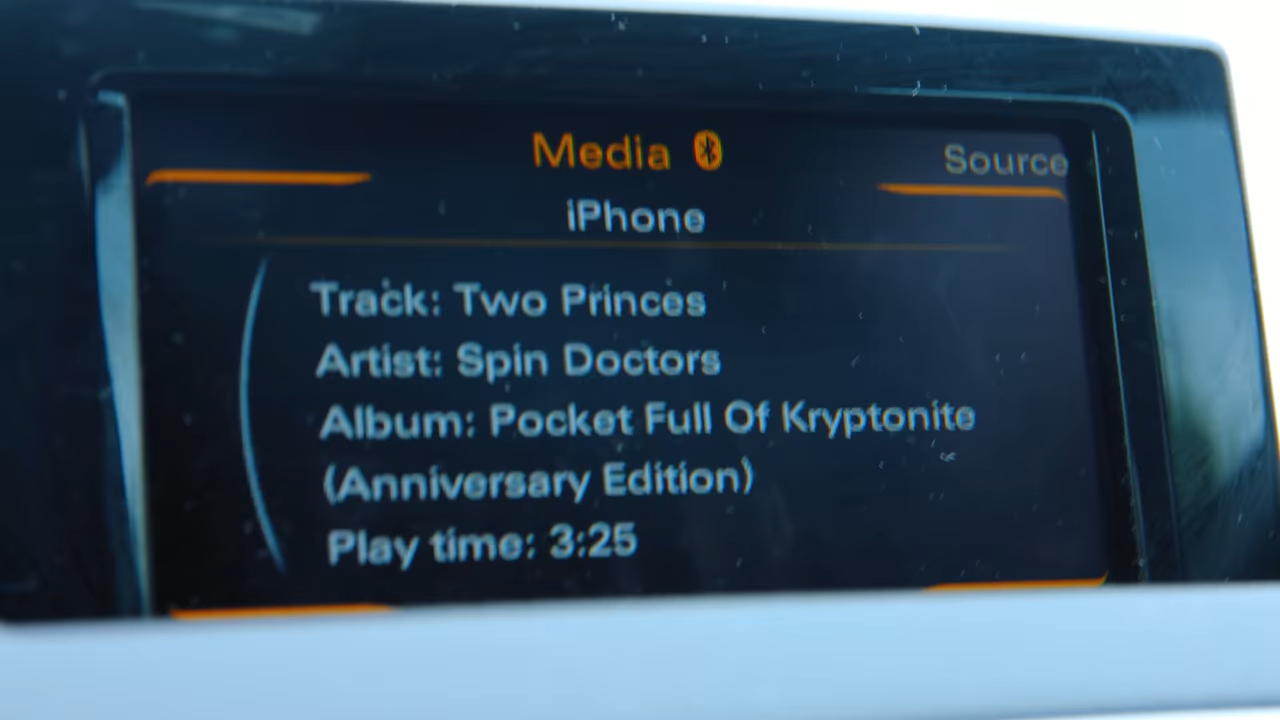 Media
Source
iPhone
Track: Two Princes
Artist: Spin Doctors
Album: Pocket Full Of Kryptonite
(Anniversary Edition)
Play time: 3:25